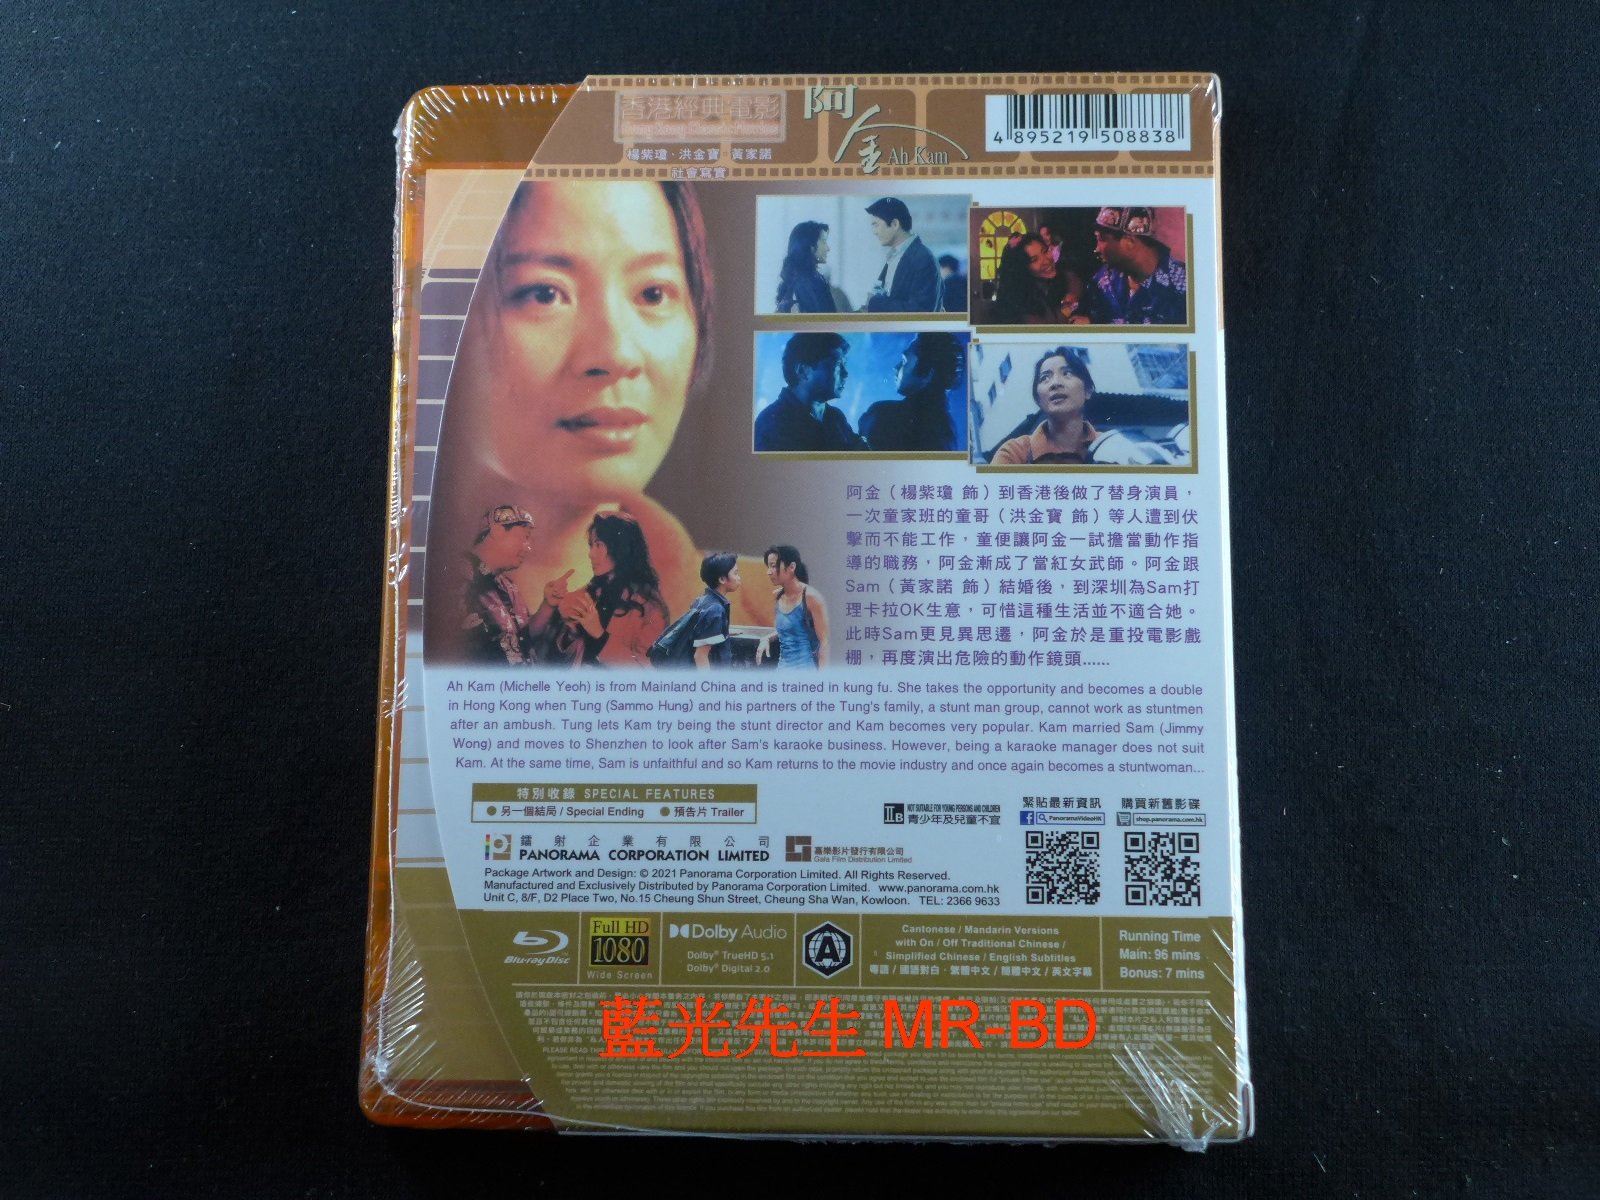 香港經典電影
Hong Kong Classic Movies
楊紫瓊·洪金寶·黃家諾
社會寫實
阿金
Ah Kam
4 895219 508838
阿金（楊紫瓊 飾）到香港後做了替身演員，
一次童家班的童哥（洪金寶 飾）等人遭到伏
擊而不能工作，童便讓阿金一試擔當動作指
導的職務，阿金漸成了當紅女武師。阿金跟
Sam（黃家諾 飾）結婚後，到深圳為Sam打
理卡拉OK生意，可惜這種生活並不適合她。
此時Sam更見異思遷，阿金於是重投電影戲
棚，再度演出危險的動作鏡頭......
Ah Kam (Michelle Yeoh) is from Mainland China and is trained in kung fu. She takes the opportunity and becomes a double
in Hong Kong when Tung (Sammo Hung) and his partners of the Tung's family, a stunt man group, cannot work as stuntmen
after an ambush. Tung lets Kam try being the stunt director and Kam becomes very popular. Kam married Sam (Jimmy
Wong) and moves to Shenzhen to look after Sam's karaoke business. However, being a karaoke manager does not suit
Kam. At the same time, Sam is unfaithful and so Kam returns to the movie industry and once again becomes a stuntwoman...
特別收錄 SPECIAL FEATURES
另一個結局 / Special Ending 預告片 Trailer
IIB NOT SUITABLE FOR YOUNG PERSONS AND CHILDREN
青少年及兒童不宜
緊貼最新資訊
PanoramaVideoHK
購買新舊影碟
shop.panorama.com.hk
鐳射企業有限公司
PANORAMA CORPORATION LIMITED
嘉樂影片發行有限公司
Gala Film Distribution Limited
Package Artwork and Design: © 2021 Panorama Corporation Limited. All Rights Reserved.
Manufactured and Exclusively Distributed by Panorama Corporation Limited. www.panorama.com.hk
Unit C, 8/F, D2 Place Two, No.15 Cheung Shun Street, Cheung Sha Wan, Kowloon. TEL: 2366 9633
Blu-ray Disc
Full HD
1080
Wide Screen
Dolby Audio
Dolby® TrueHD 5.1
Dolby® Digital 2.0
A
Cantonese / Mandarin Versions
with On / Off Traditional Chinese /
Simplified Chinese / English Subtitles
粵語 / 國語對白·繁體中文 / 簡體中文 / 英文字幕
Running Time
Main: 96 mins
Bonus: 7 mins
藍光先生 MR-BD